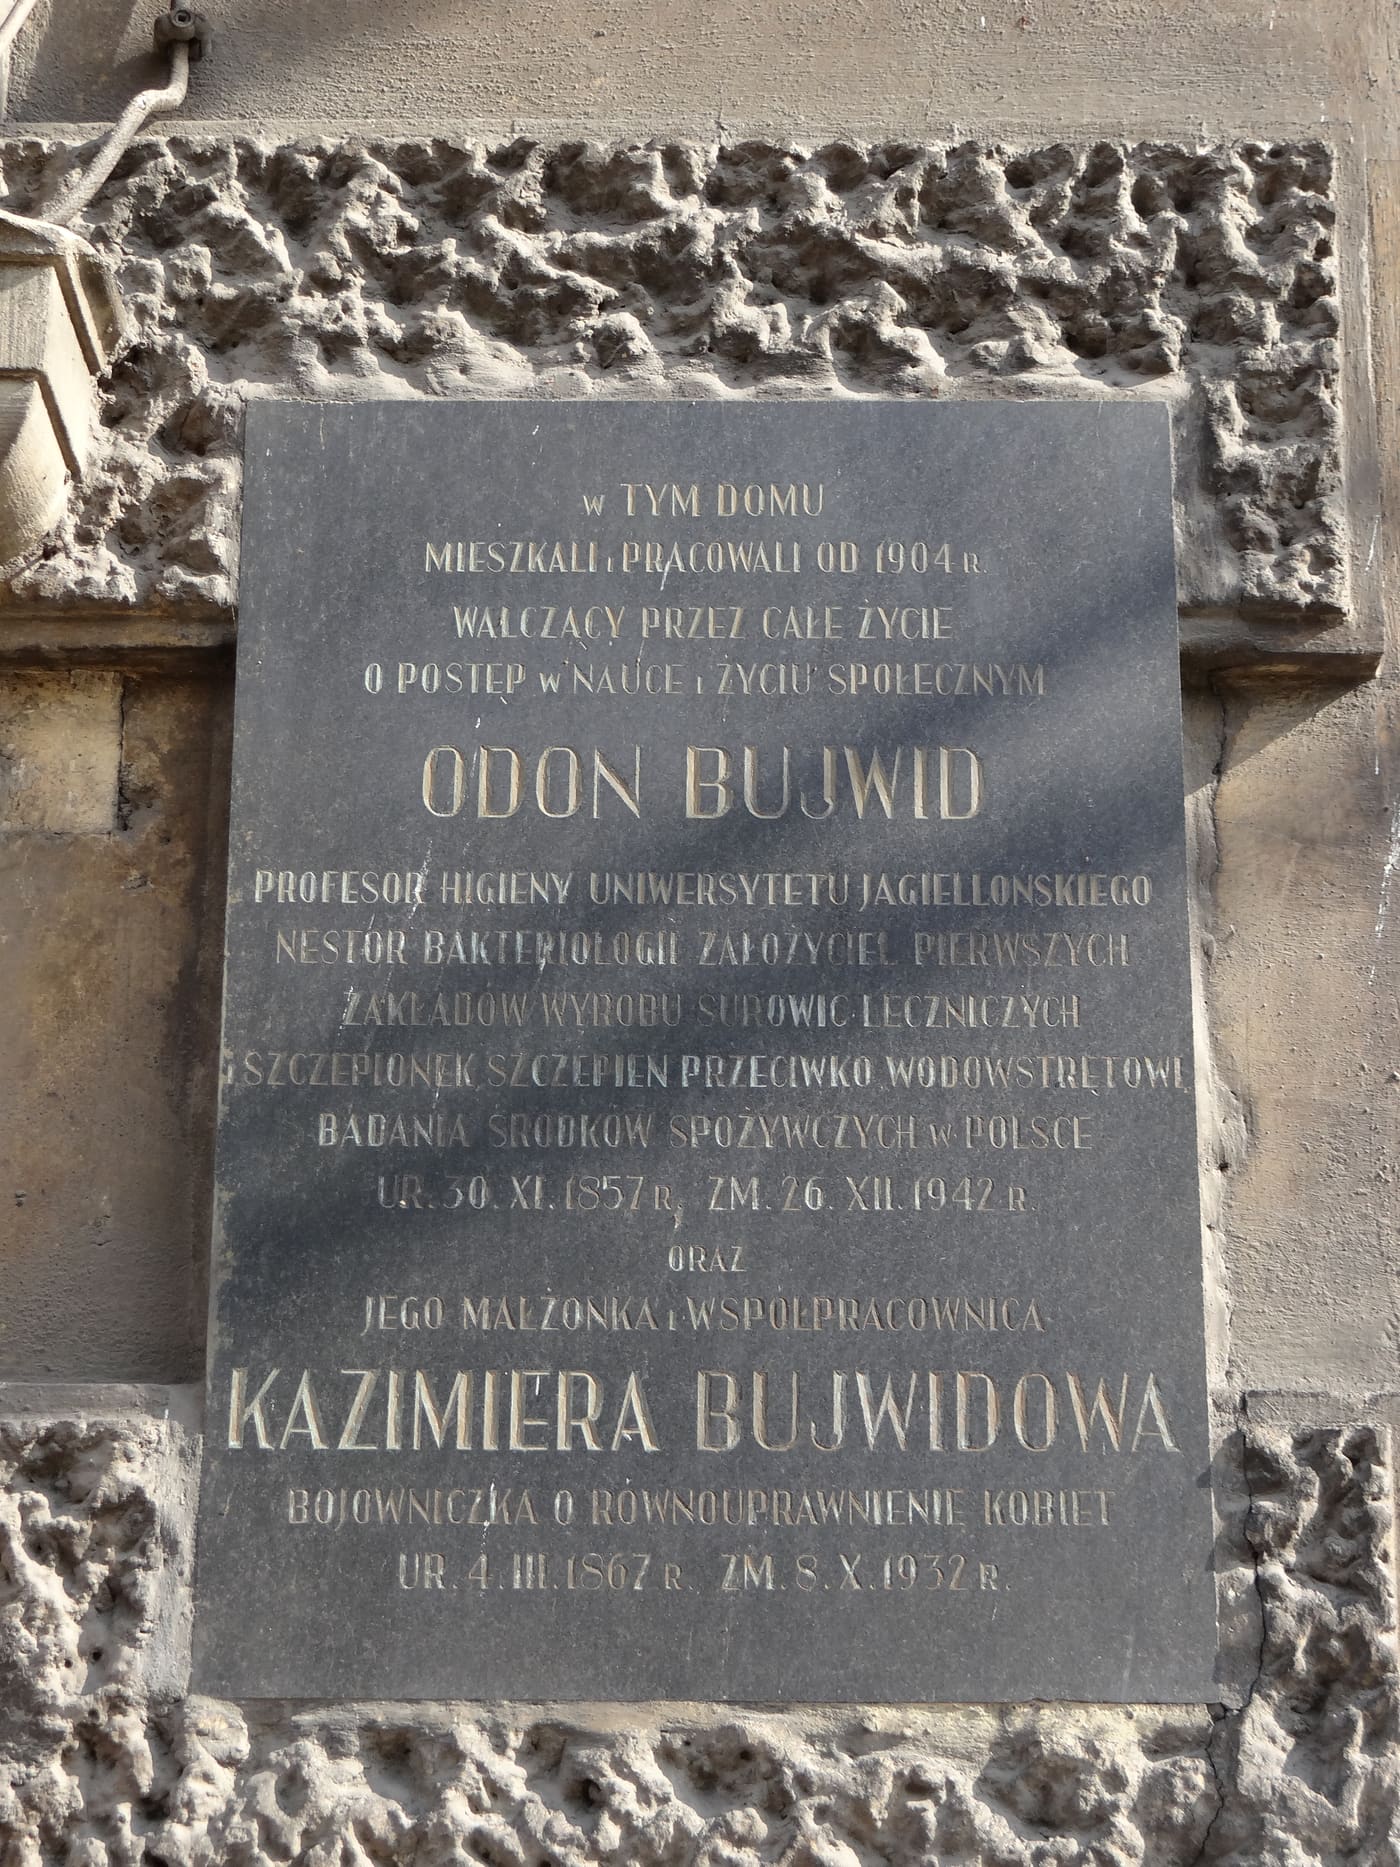 w TYM DOMU
MIESZKALI i PRACOWALI OD 1904 R.
WALCZĄCY PRZEZ CAŁE ŻYCIE
O POSTĘP w NAUCE i ŻYCIU SPOŁECZNYM
ODON BUJWID
PROFESOR HIGIENY UNIWERSYTETU JAGIELLOŃSKIEGO
NESTOR BAKTERIOLOGII ZAŁOŻYCIEL PIERWSZYCH
ZAKŁADÓW WYROBU SUROWIC LECZNICZYCH
i SZCZEPIONEK, SZCZEPIEŃ PRZECIWKO WODOWSTRĘTOWI,
BADANIA ŚRODKÓW SPOŻYWCZYCH w POLSCE
UR. 30. XI. 1857 R. ZM. 26. XII. 1942 R.
ORAZ
JEGO MAŁŻONKA i WSPÓŁPRACOWNICA
KAZIMIERA BUJWIDOWA
BOJOWNICZKA O RÓWNOUPRAWNIENIE KOBIET
UR. 4. III. 1867 R. ZM. 8. X. 1932 R.